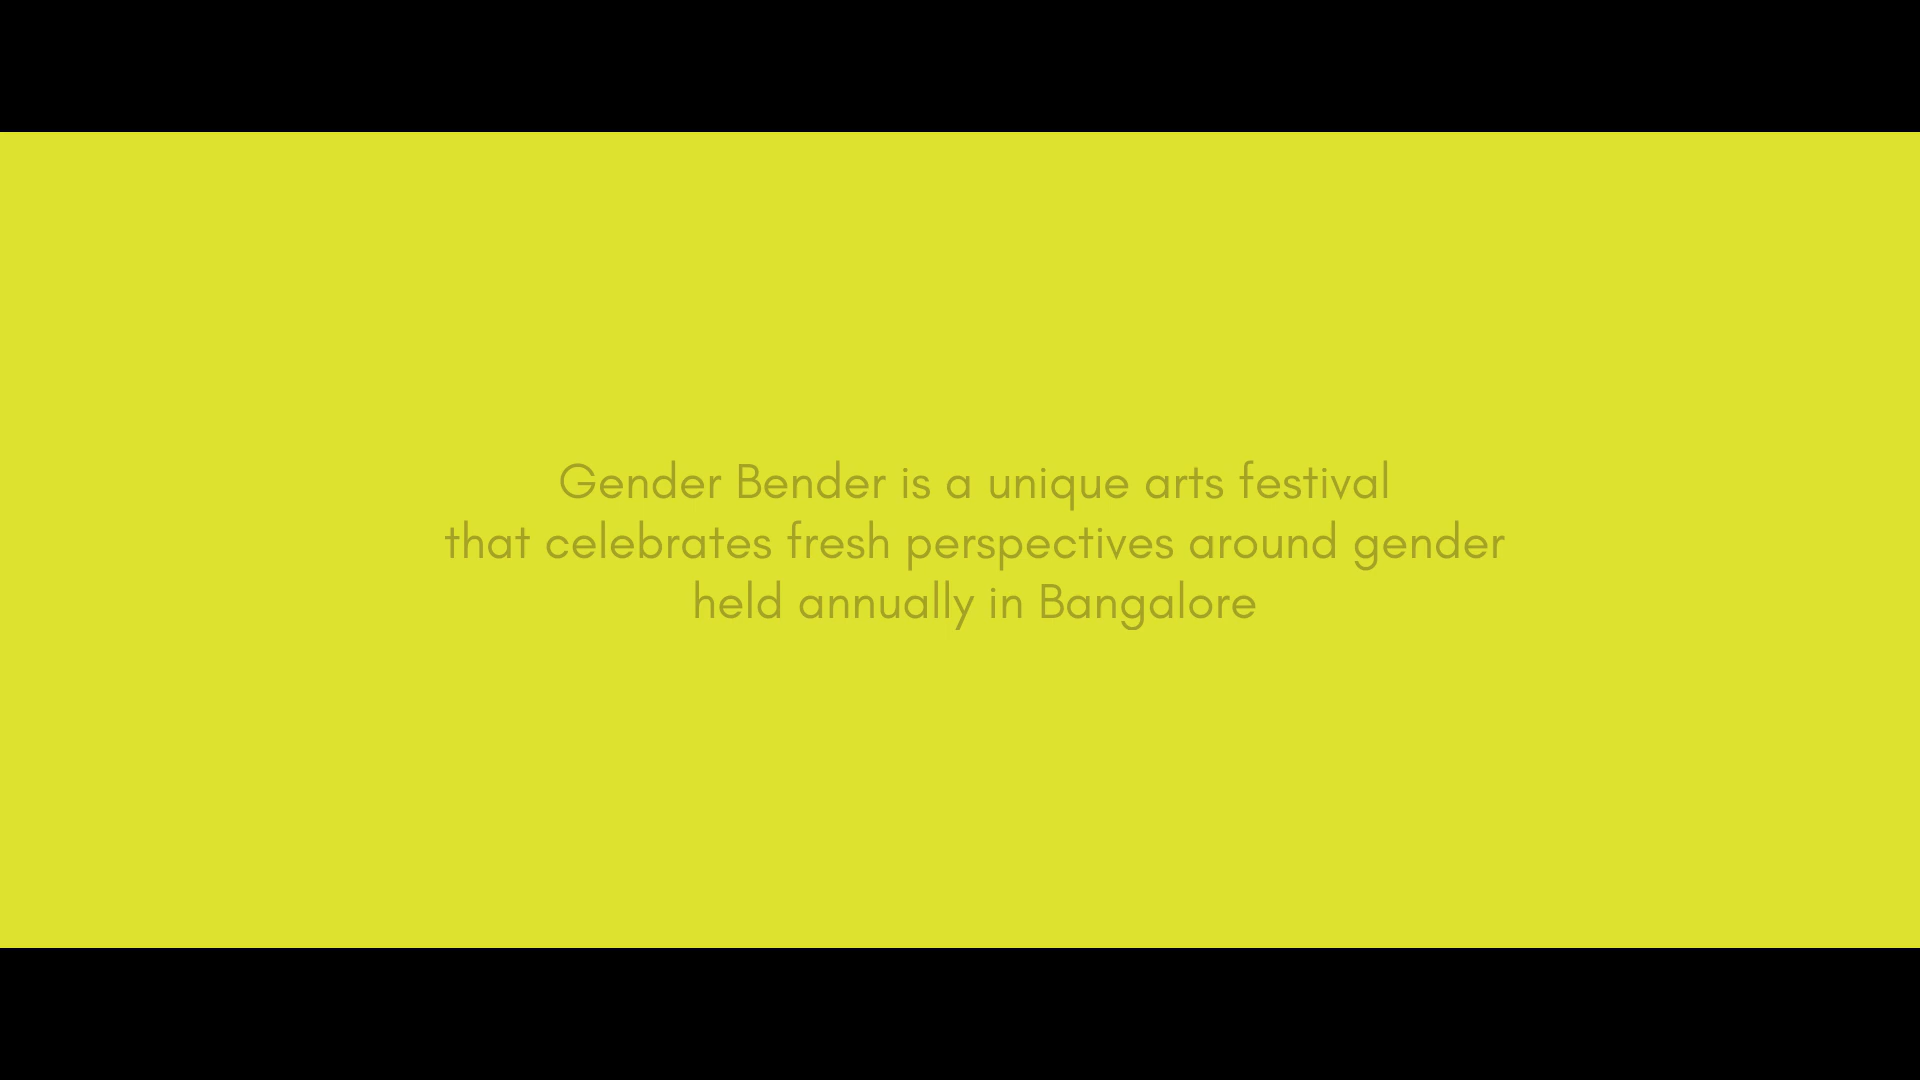 Gender Bender is a unique arts festival
that celebrates fresh perspectives around gender
held annually in Bangalore